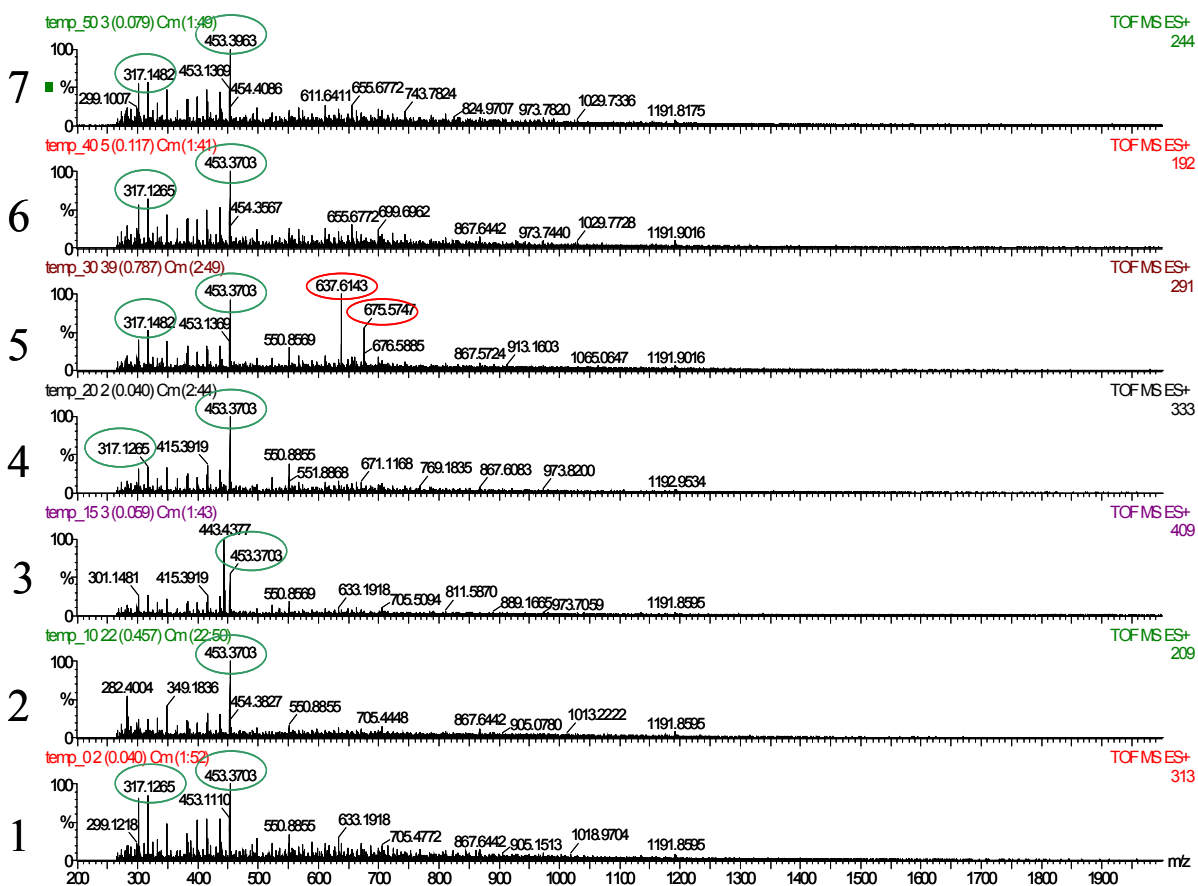 temp_50 3 (0.079) Cm (1:49) TOF MS ES+
244
453.3963
100
7 % 317.1482 453.1369 454.4086 299.1007 611.6411 655.6772 743.7824 824.9707 973.7820 1029.7336 1191.8175
0
temp_40 5 (0.117) Cm (1:41) TOF MS ES+
192
453.3703
100
6 % 317.1265 454.3567 655.6772 699.6962 867.6442 973.7440 1029.7728 1191.9016
0
temp_30 39 (0.787) Cm (2:49) TOF MS ES+
291
453.3703 637.6143
100
5 % 317.1482 453.1369 550.8569 675.5747 676.5885 867.5724 913.1603 1065.0647 1191.9016
0
temp_20 2 (0.040) Cm (2:44) TOF MS ES+
333
453.3703
100
4 % 317.1265 415.3919 550.8855 551.8868 671.1168 769.1835 867.6083 973.8200 1192.9534
0
temp_15 3 (0.059) Cm (1:43) TOF MS ES+
409
443.4377
100
3 % 301.1481 415.3919 453.3703 550.8569 633.1918 705.5094 811.5870 889.1665 973.7059 1191.8595
0
temp_10 22 (0.457) Cm (22:50) TOF MS ES+
209
453.3703
100
2 % 282.4004 349.1836 454.3827 550.8855 705.4448 867.6442 905.0780 1013.2222 1191.8595
0
temp_0 2 (0.040) Cm (1:52) TOF MS ES+
313
453.3703
100
1 % 317.1265 453.1110 299.1218 550.8855 633.1918 705.4772 867.6442 905.1513 1018.9704 1191.8595
0 m/z
200 300 400 500 600 700 800 900 1000 1100 1200 1300 1400 1500 1600 1700 1800 1900